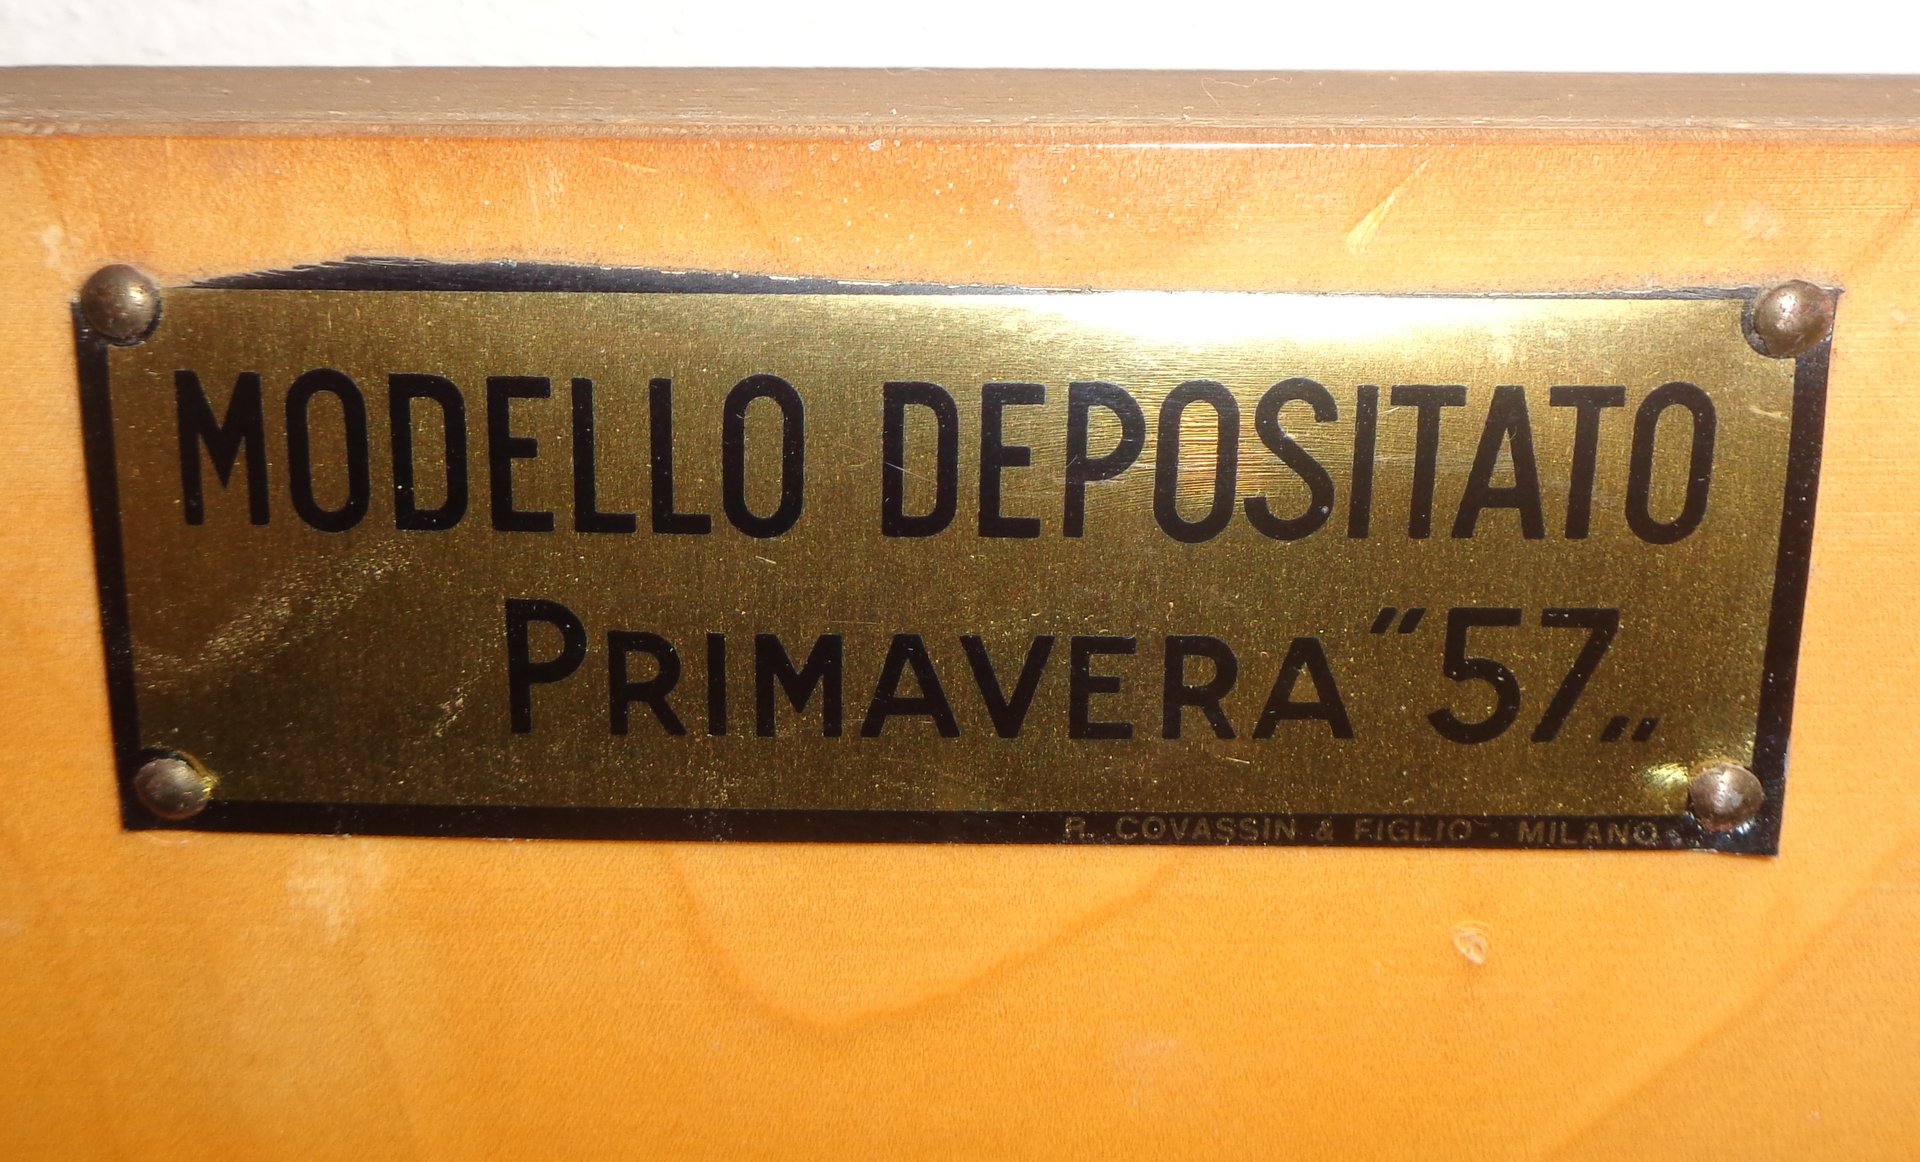 MODELLO DEPOSITATO
PRIMAVERA "57„
R. COVASSIN & FIGLIO - MILANO